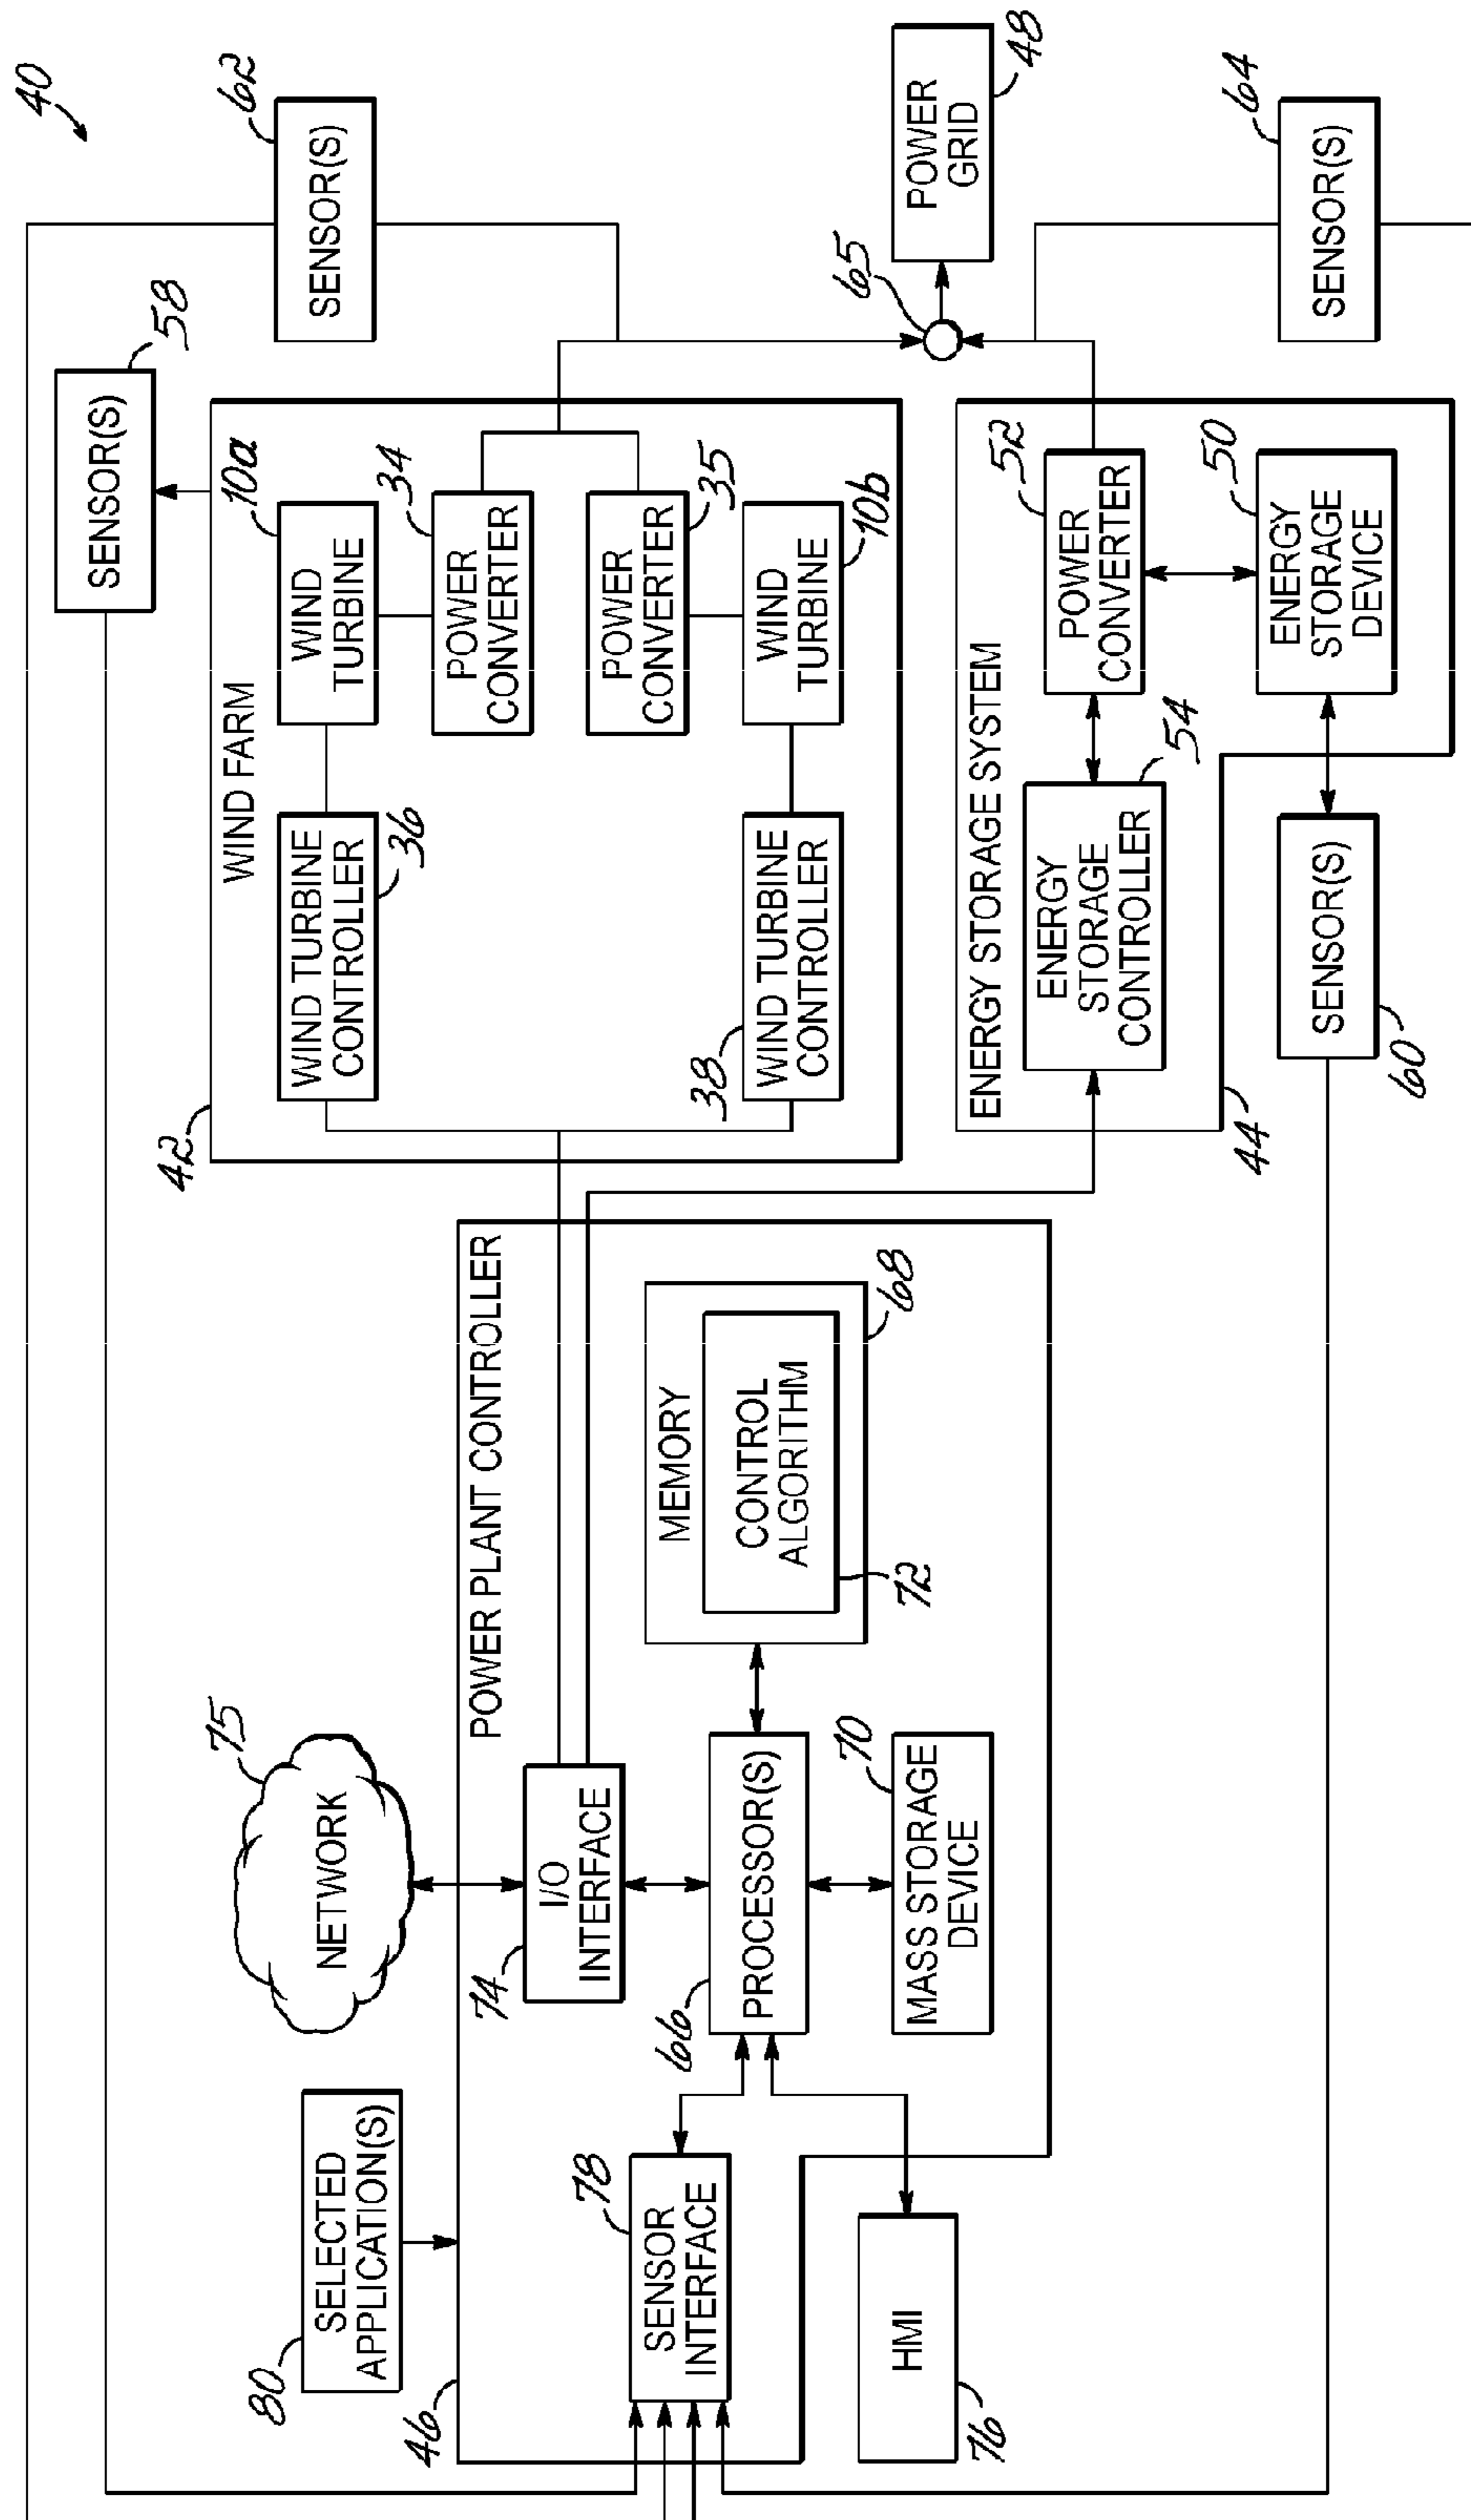 40
62
SENSOR(S)
58
SENSOR(S)
42
WIND FARM
WIND TURBINE
CONTROLLER
36
10a
WIND
TURBINE
34
POWER
CONVERTER
35
POWER
CONVERTER
38
WIND TURBINE
CONTROLLER
WIND
TURBINE
10b
65
POWER
GRID
48
ENERGY STORAGE SYSTEM
44
ENERGY
STORAGE
CONTROLLER
54
52
POWER
CONVERTER
50
ENERGY
STORAGE
DEVICE
SENSOR(S)
60
64
SENSOR(S)
75
NETWORK
80
SELECTED
APPLICATION(S)
46
POWER PLANT CONTROLLER
74
I/O
INTERFACE
66
PROCESSOR(S)
MEMORY
68
CONTROL
ALGORITHM
72
70
MASS STORAGE
DEVICE
78
SENSOR
INTERFACE
HMI
76